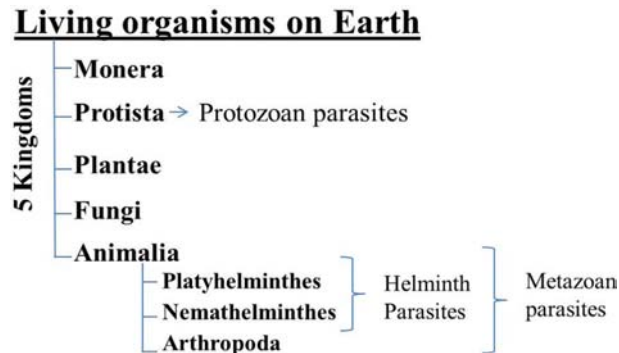 Living organisms on Earth
5 Kingdoms
Monera
Protista → Protozoan parasites
Plantae
Fungi
Animalia
Platyhelminthes
Nemathelminthes
Arthropoda
Helminth
Parasites
Metazoan
parasites